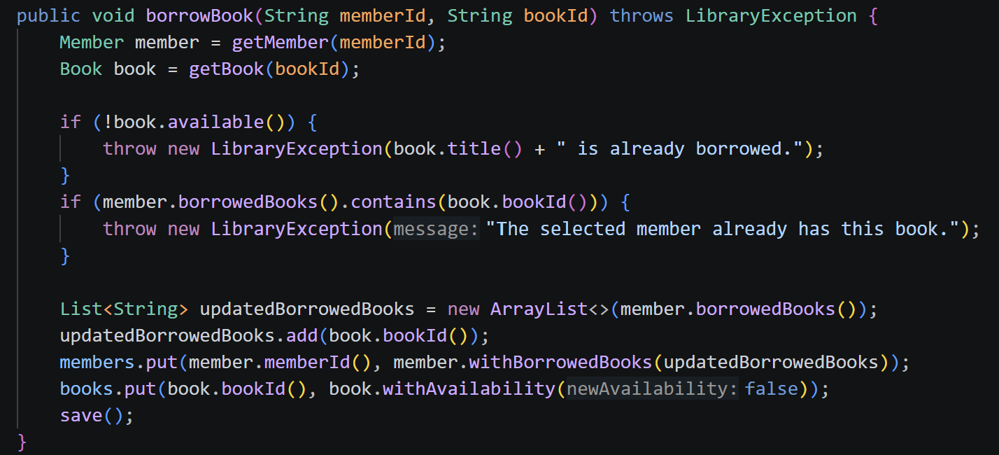 public void borrowBook(String memberId, String bookId) throws LibraryException {
    Member member = getMember(memberId);
    Book book = getBook(bookId);

    if (!book.available()) {
        throw new LibraryException(book.title() + " is already borrowed.");
    }
    if (member.borrowedBooks().contains(book.bookId())) {
        throw new LibraryException(message: "The selected member already has this book.");
    }

    List<String> updatedBorrowedBooks = new ArrayList<>(member.borrowedBooks());
    updatedBorrowedBooks.add(book.bookId());
    members.put(member.memberId(), member.withBorrowedBooks(updatedBorrowedBooks));
    books.put(book.bookId(), book.withAvailability(newAvailability: false));
    save();
}